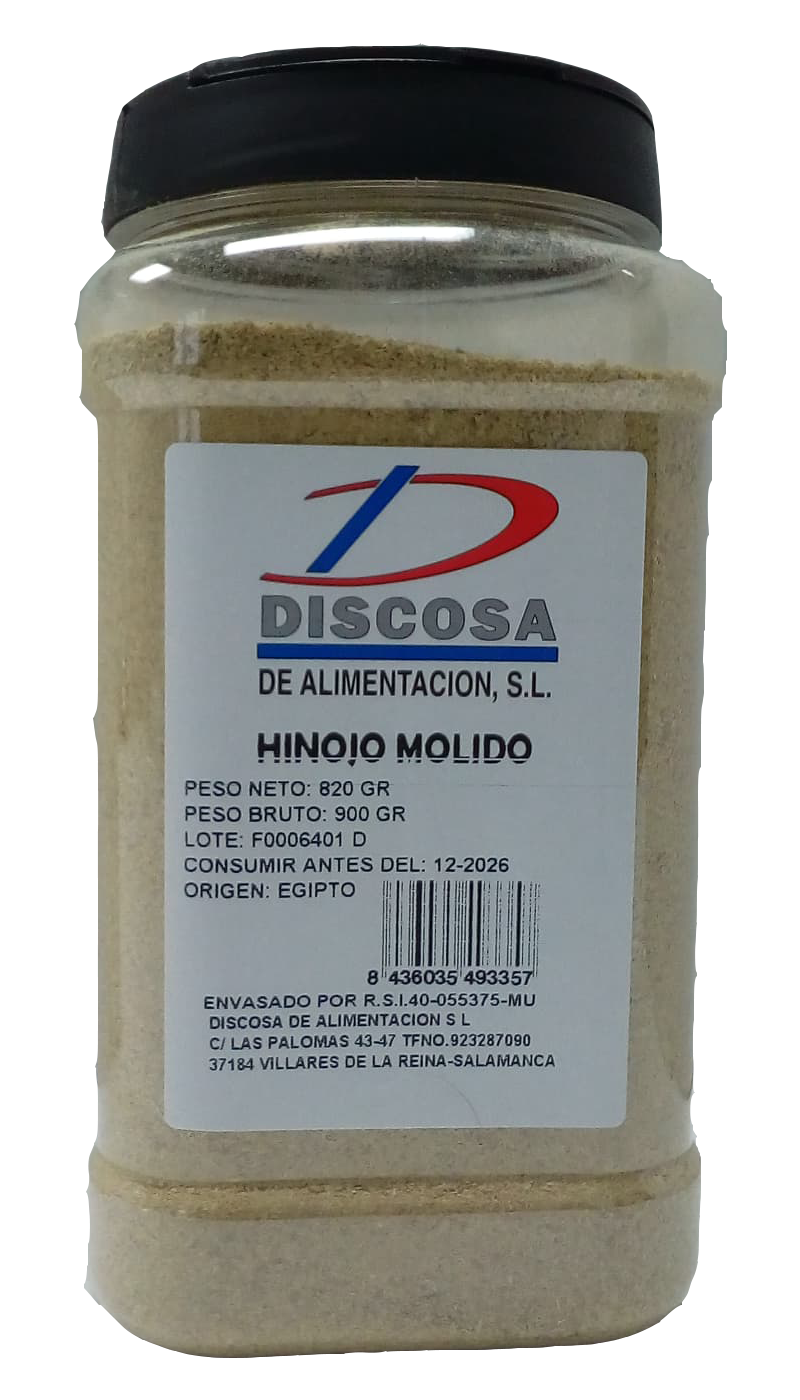 DISCOSA
DE ALIMENTACION, S.L.
HINOJO MOLIDO
PESO NETO: 820 GR
PESO BRUTO: 900 GR
LOTE: F0006401 D
CONSUMIR ANTES DEL: 12-2026
ORIGEN: EGIPTO
8 436035 493357
ENVASADO POR R.S.I.40-055375-MU
DISCOSA DE ALIMENTACION S L
C/ LAS PALOMAS 43-47 TFNO.923287090
37184 VILLARES DE LA REINA-SALAMANCA